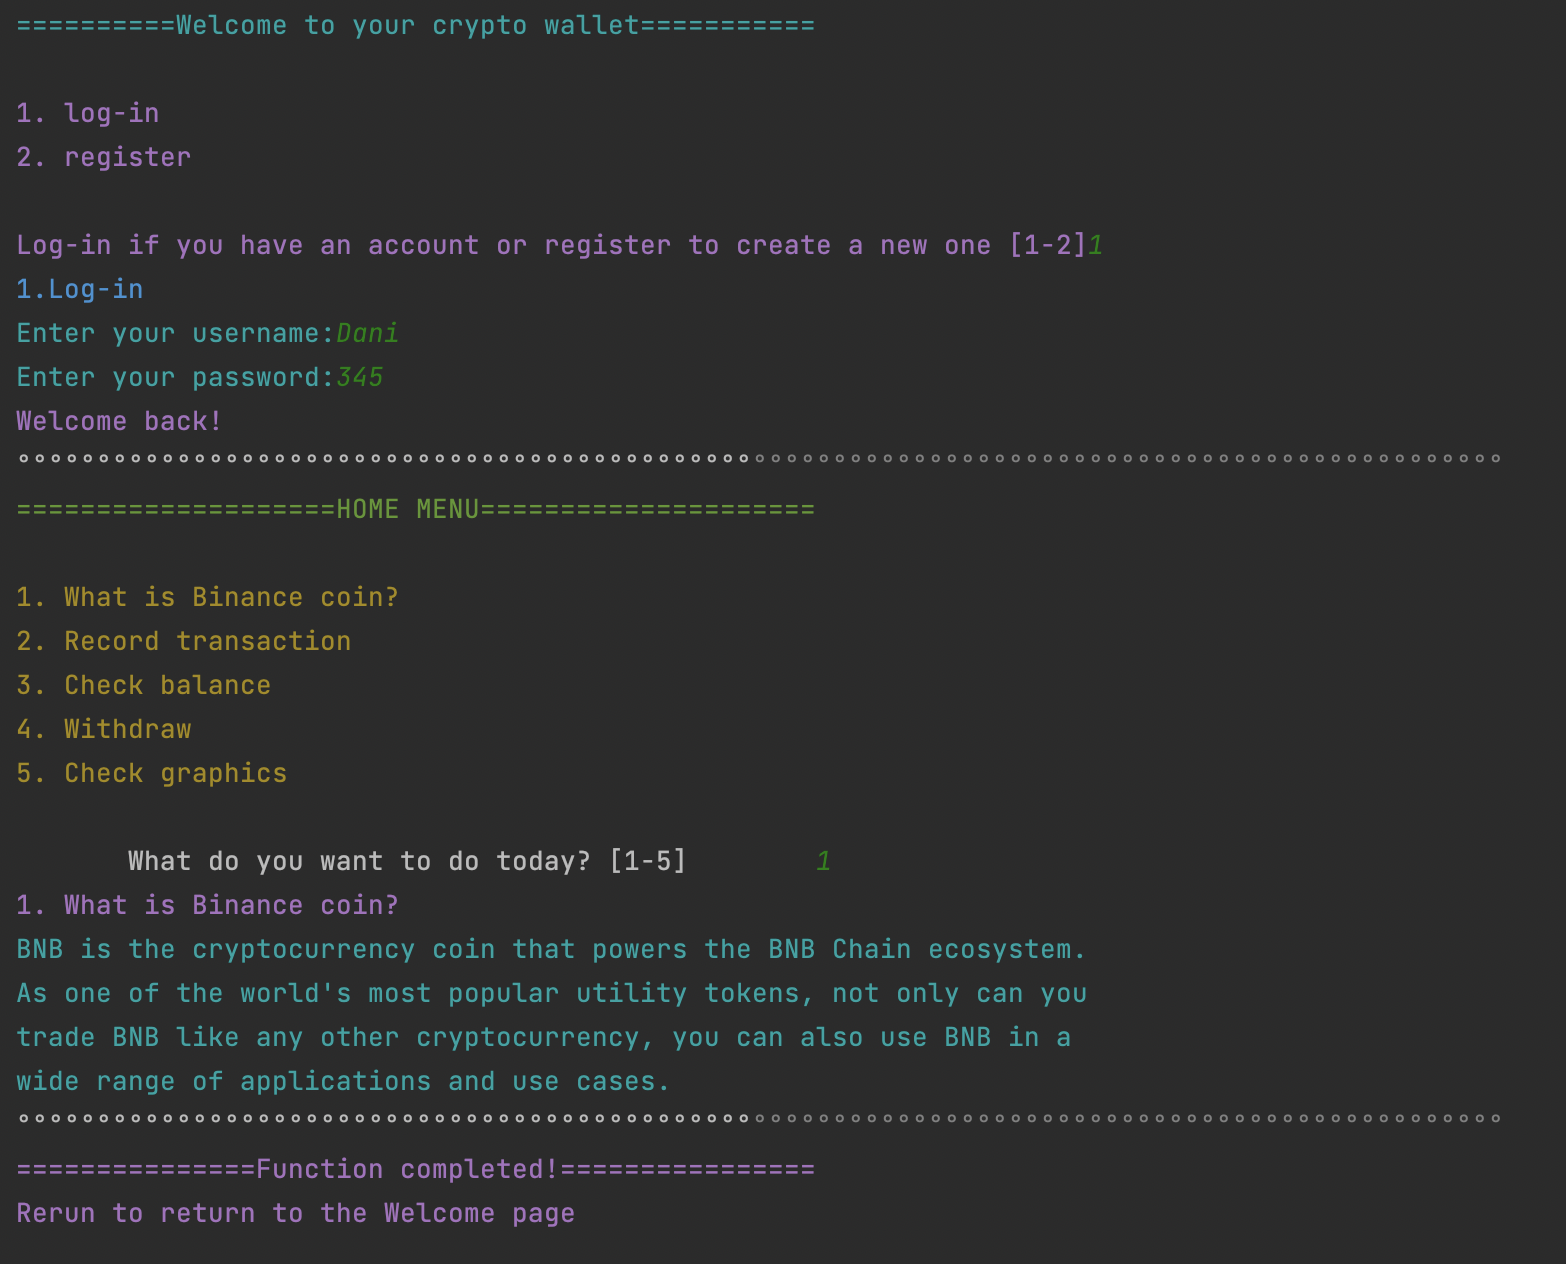 ==========Welcome to your crypto wallet===========
1. log-in
2. register
Log-in if you have an account or register to create a new one [1-2]1
1.Log-in
Enter your username:Dani
Enter your password:345
Welcome back!
====================HOME MENU=====================
1. What is Binance coin?
2. Record transaction
3. Check balance
4. Withdraw
5. Check graphics
What do you want to do today? [1-5] 1
1. What is Binance coin?
BNB is the cryptocurrency coin that powers the BNB Chain ecosystem.
As one of the world's most popular utility tokens, not only can you
trade BNB like any other cryptocurrency, you can also use BNB in a
wide range of applications and use cases.
===============Function completed!================
Rerun to return to the Welcome page